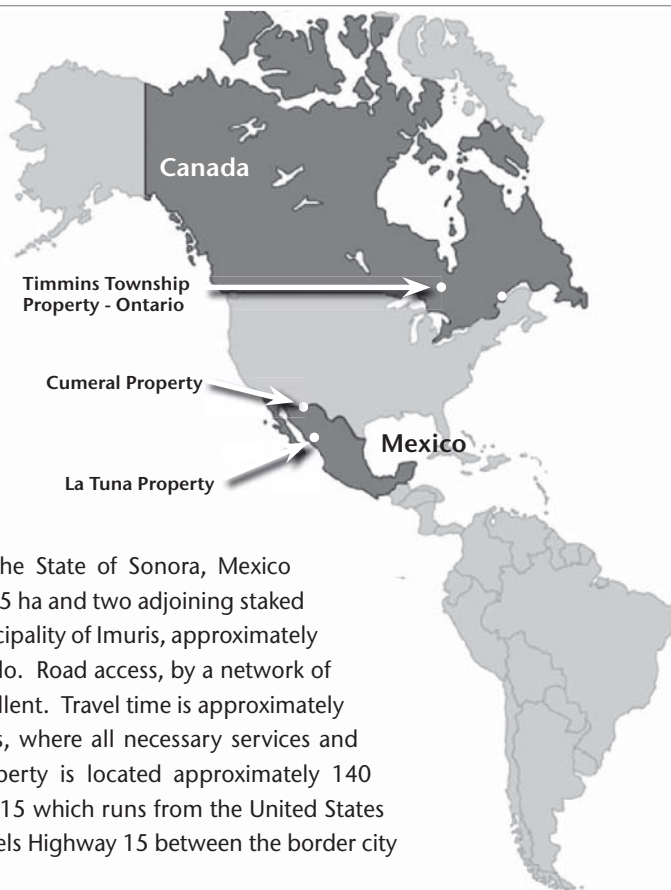 Canada
Timmins Township
Property - Ontario
Cumeral Property
Mexico
La Tuna Property
he State of Sonora, Mexico
5 ha and two adjoining staked
cipality of Imuris, approximately
lo. Road access, by a network of
llent. Travel time is approximately
s, where all necessary services and
perty is located approximately 140
15 which runs from the United States
els Highway 15 between the border city